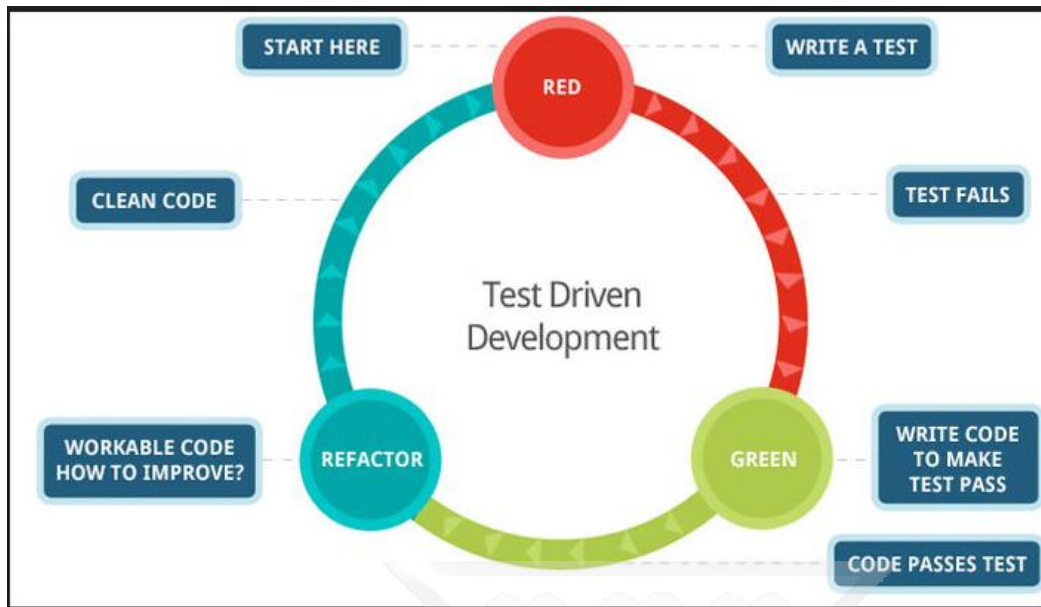 START HERE
RED
WRITE A TEST
CLEAN CODE
TEST FAILS
Test Driven
Development
WORKABLE CODE
HOW TO IMPROVE?
REFACTOR
GREEN
WRITE CODE
TO MAKE
TEST PASS
CODE PASSES TEST